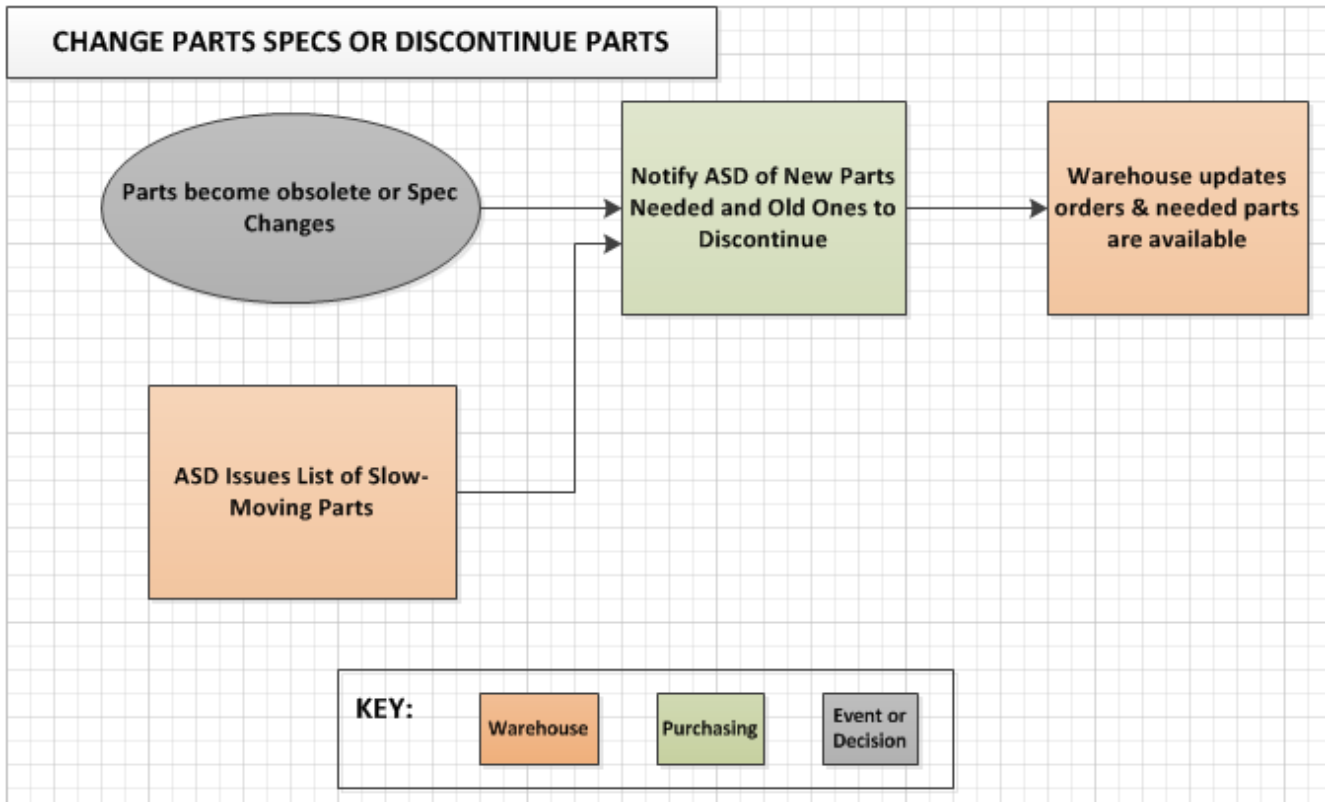 CHANGE PARTS SPECS OR DISCONTINUE PARTS
Parts become obsolete or Spec
Changes
Notify ASD of New Parts
Needed and Old Ones to
Discontinue
Warehouse updates
orders & needed parts
are available
ASD Issues List of Slow-
Moving Parts
KEY:
Warehouse
Purchasing
Event or
Decision